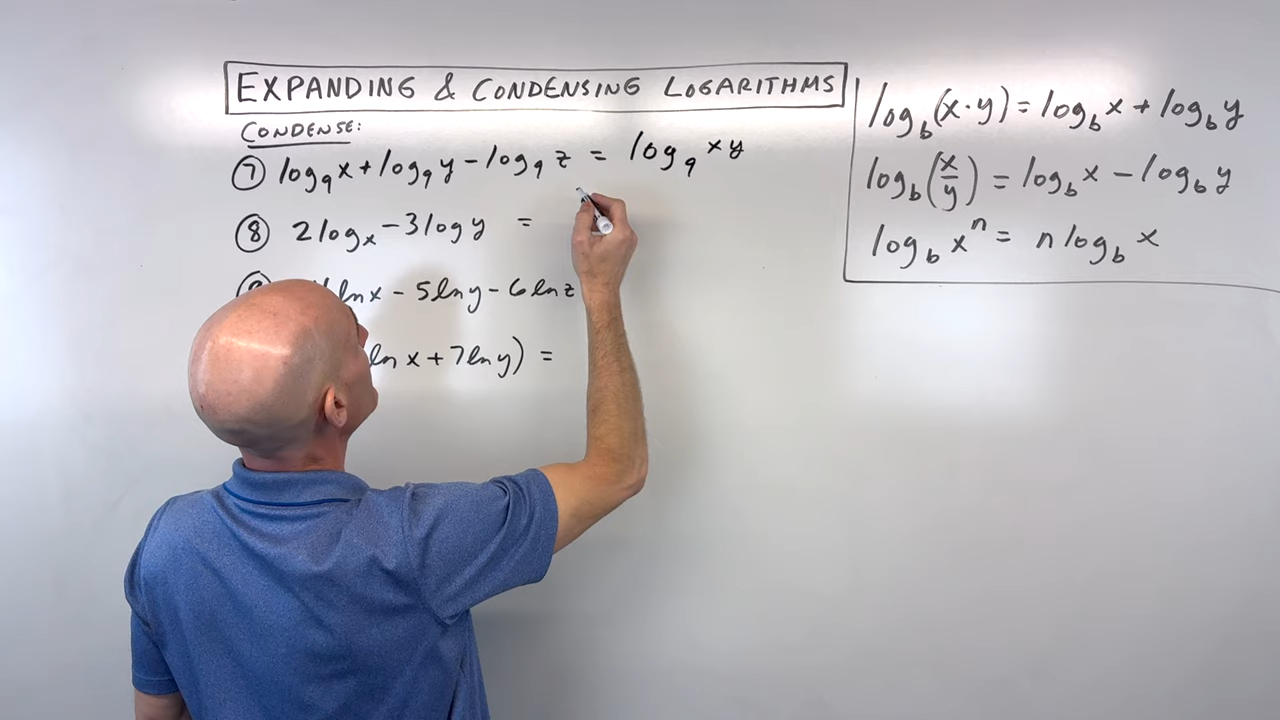 EXPANDING & CONDENSING LOGARITHMS
CONDENSE:
⑦ log₉x + log₉y − log₉z = log₉ xy
⑧ 2logₓ − 3logy =
lnx − 5lny − 6lnz
ln x + 7lny) =
log_b(x·y) = log_b x + log_b y
log_b(x/y) = log_b x − log_b y
log_b xⁿ = n log_b x